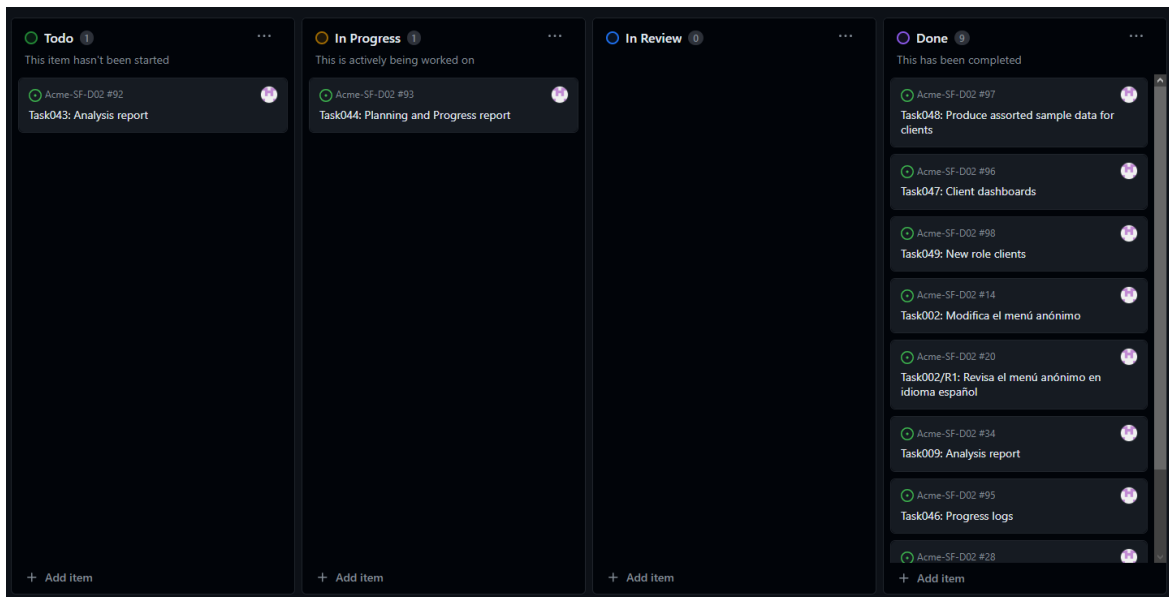 Todo 1
This item hasn't been started
Acme-SF-D02 #92
Task043: Analysis report
+ Add item
In Progress 1
This is actively being worked on
Acme-SF-D02 #93
Task044: Planning and Progress report
+ Add item
In Review 0
+ Add item
Done 9
This has been completed
Acme-SF-D02 #97
Task048: Produce assorted sample data for
clients
Acme-SF-D02 #96
Task047: Client dashboards
Acme-SF-D02 #98
Task049: New role clients
Acme-SF-D02 #14
Task002: Modifica el menú anónimo
Acme-SF-D02 #20
Task002/R1: Revisa el menú anónimo en
idioma español
Acme-SF-D02 #34
Task009: Analysis report
Acme-SF-D02 #95
Task046: Progress logs
Acme-SF-D02 #28
+ Add item